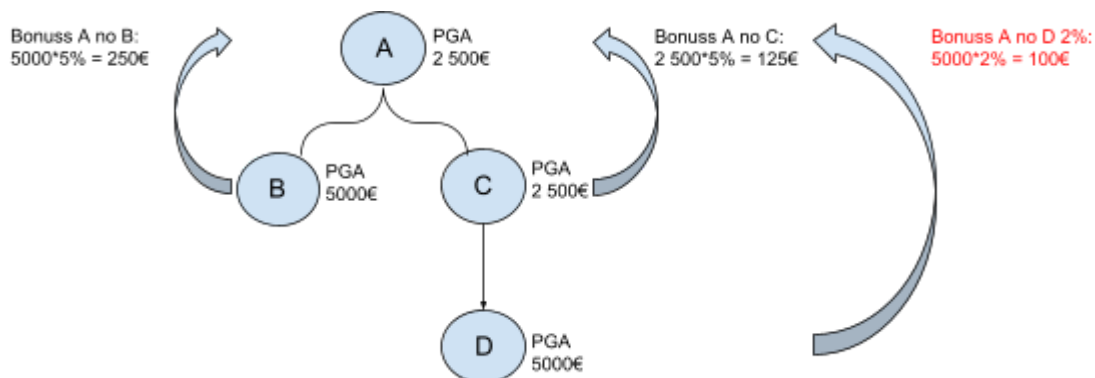 Bonuss A no B:
5000*5% = 250€
A
PGA
2 500€
Bonuss A no C:
2 500*5% = 125€
Bonuss A no D 2%:
5000*2% = 100€
B
PGA
5000€
C
PGA
2 500€
D
PGA
5000€